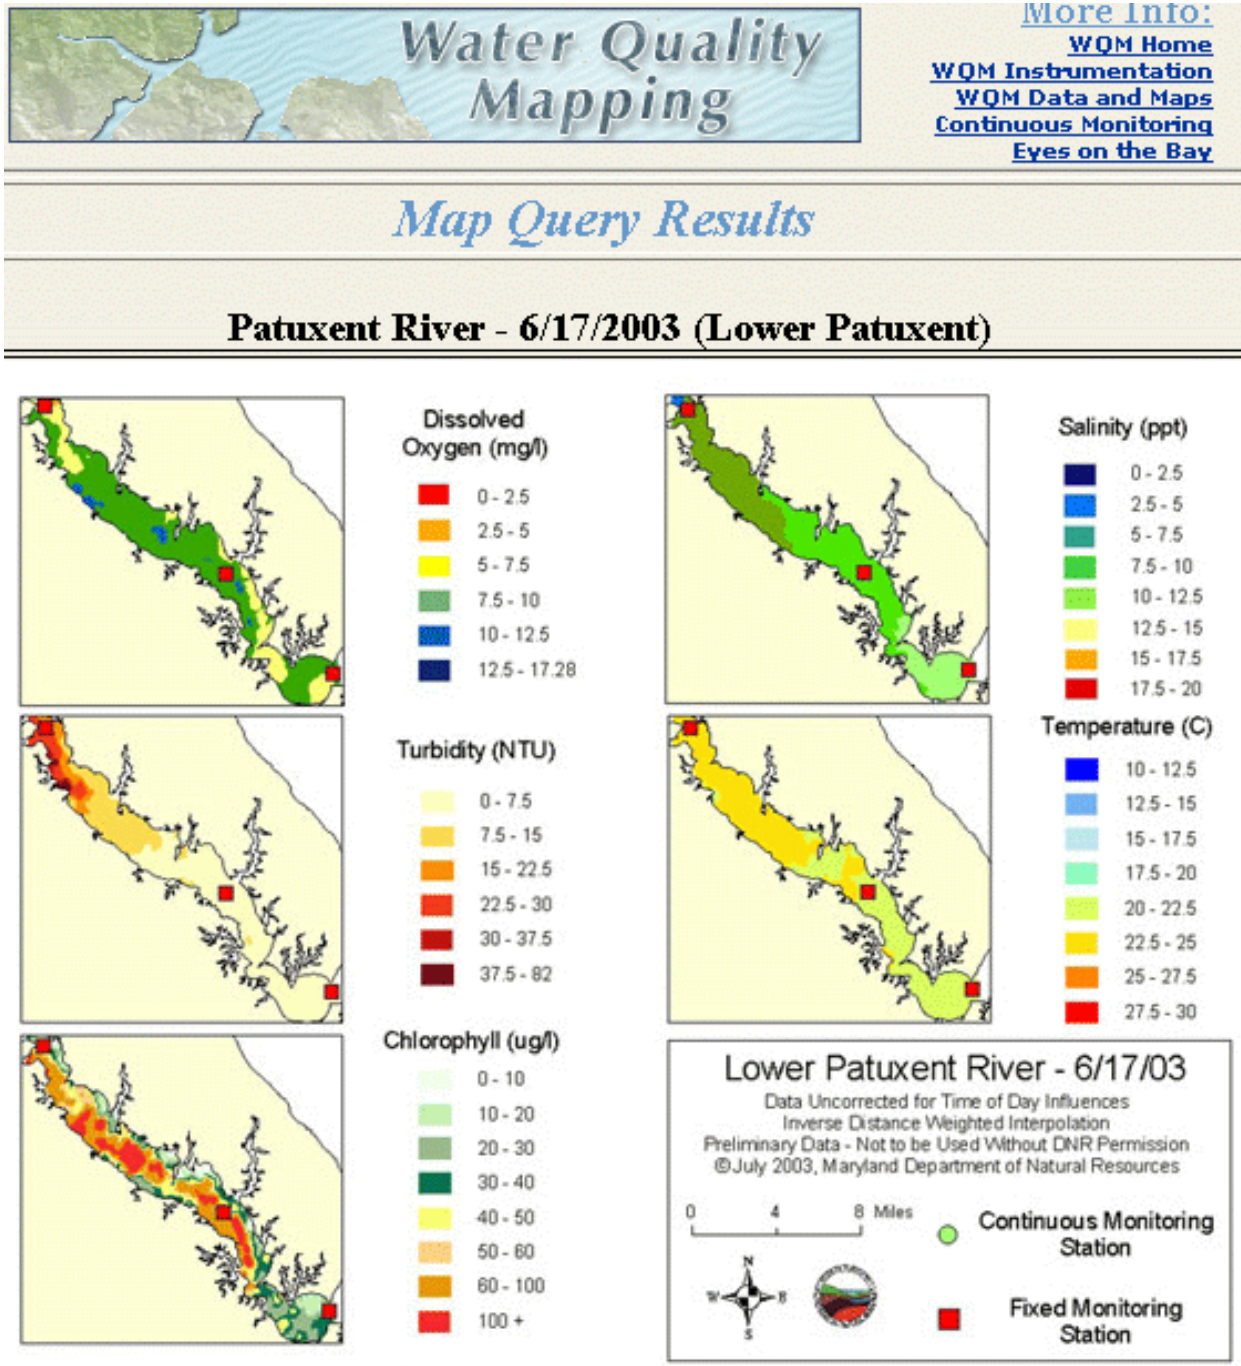 Water Quality
Mapping
More Info:
WQM Home
WQM Instrumentation
WQM Data and Maps
Continuous Monitoring
Eyes on the Bay
Map Query Results
Patuxent River - 6/17/2003 (Lower Patuxent)
Dissolved
Oxygen (mg/l)
0 - 2.5
2.5 - 5
5 - 7.5
7.5 - 10
10 - 12.5
12.5 - 17.28
Salinity (ppt)
0 - 2.5
2.5 - 5
5 - 7.5
7.5 - 10
10 - 12.5
12.5 - 15
15 - 17.5
17.5 - 20
Turbidity (NTU)
0 - 7.5
7.5 - 15
15 - 22.5
22.5 - 30
30 - 37.5
37.5 - 82
Temperature (C)
10 - 12.5
12.5 - 15
15 - 17.5
17.5 - 20
20 - 22.5
22.5 - 25
25 - 27.5
27.5 - 30
Chlorophyll (ug/l)
0 - 10
10 - 20
20 - 30
30 - 40
40 - 50
50 - 60
60 - 100
100 +
Lower Patuxent River - 6/17/03
Data Uncorrected for Time of Day Influences
Inverse Distance Weighted Interpolation
Preliminary Data - Not to be Used Without DNR Permission
©July 2003, Maryland Department of Natural Resources
0 4 8 Miles
N
W E
S
Continuous Monitoring
Station
Fixed Monitoring
Station